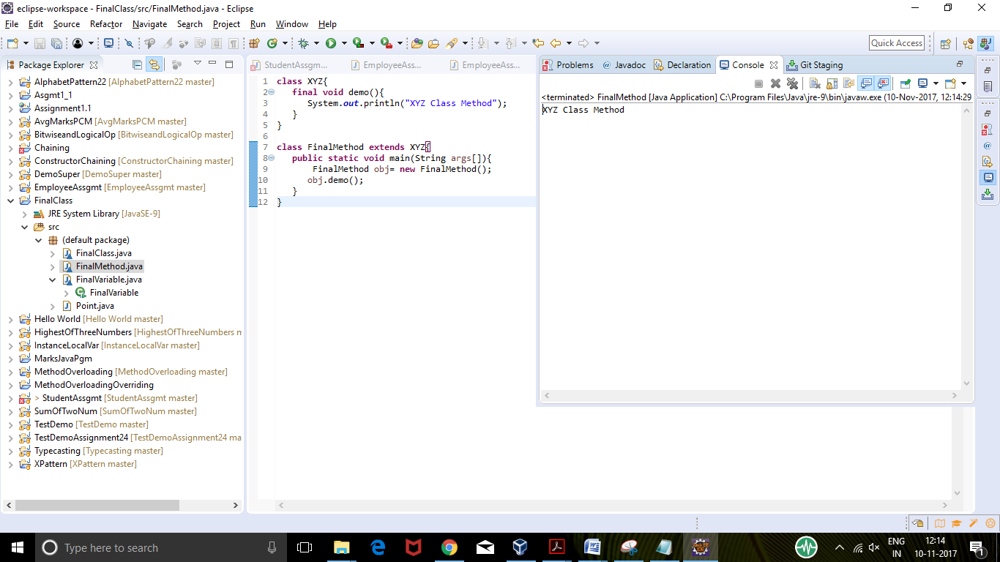 eclipse-workspace - FinalClass/src/FinalMethod.java - Eclipse
File Edit Source Refactor Navigate Search Project Run Window Help
Quick Access
Package Explorer
AlphabetPattern22 [AlphabetPattern22 master]
Asgmt1_1
Assignment1.1
AvgMarksPCM [AvgMarksPCM master]
BitwiseandLogicalOp [BitwiseandLogicalOp master]
Chaining
ConstructorChaining [ConstructorChaining master]
DemoSuper [DemoSuper master]
EmployeeAssgmt [EmployeeAssgmt master]
FinalClass
JRE System Library [JavaSE-9]
src
(default package)
FinalClass.java
FinalMethod.java
FinalVariable.java
FinalVariable
Point.java
Hello World [Hello World master]
HighestOfThreeNumbers [HighestOfThreeNumbers m
InstanceLocalVar [InstanceLocalVar master]
MarksJavaPgm
MethodOverloading [MethodOverloading master]
MethodOverloadingOverriding
> StudentAssgmt [StudentAssgmt master]
SumOfTwoNum [SumOfTwoNum master]
TestDemo [TestDemo master]
TestDemoAssignment24 [TestDemoAssignment24 ma
Typecasting [Typecasting master]
XPattern [XPattern master]
StudentAssgm... EmployeeAss... EmployeeAss...
1 class XYZ{
2 final void demo(){
3 System.out.println("XYZ Class Method");
4 }
5 }
6
7 class FinalMethod extends XYZ{
8 public static void main(String args[]){
9 FinalMethod obj= new FinalMethod();
10 obj.demo();
11 }
12 }
Problems @ Javadoc Declaration Console Git Staging
<terminated> FinalMethod [Java Application] C:\Program Files\Java\jre-9\bin\javaw.exe (10-Nov-2017, 12:14:29
XYZ Class Method
Type here to search
ENG
IN
12:14
10-11-2017
1